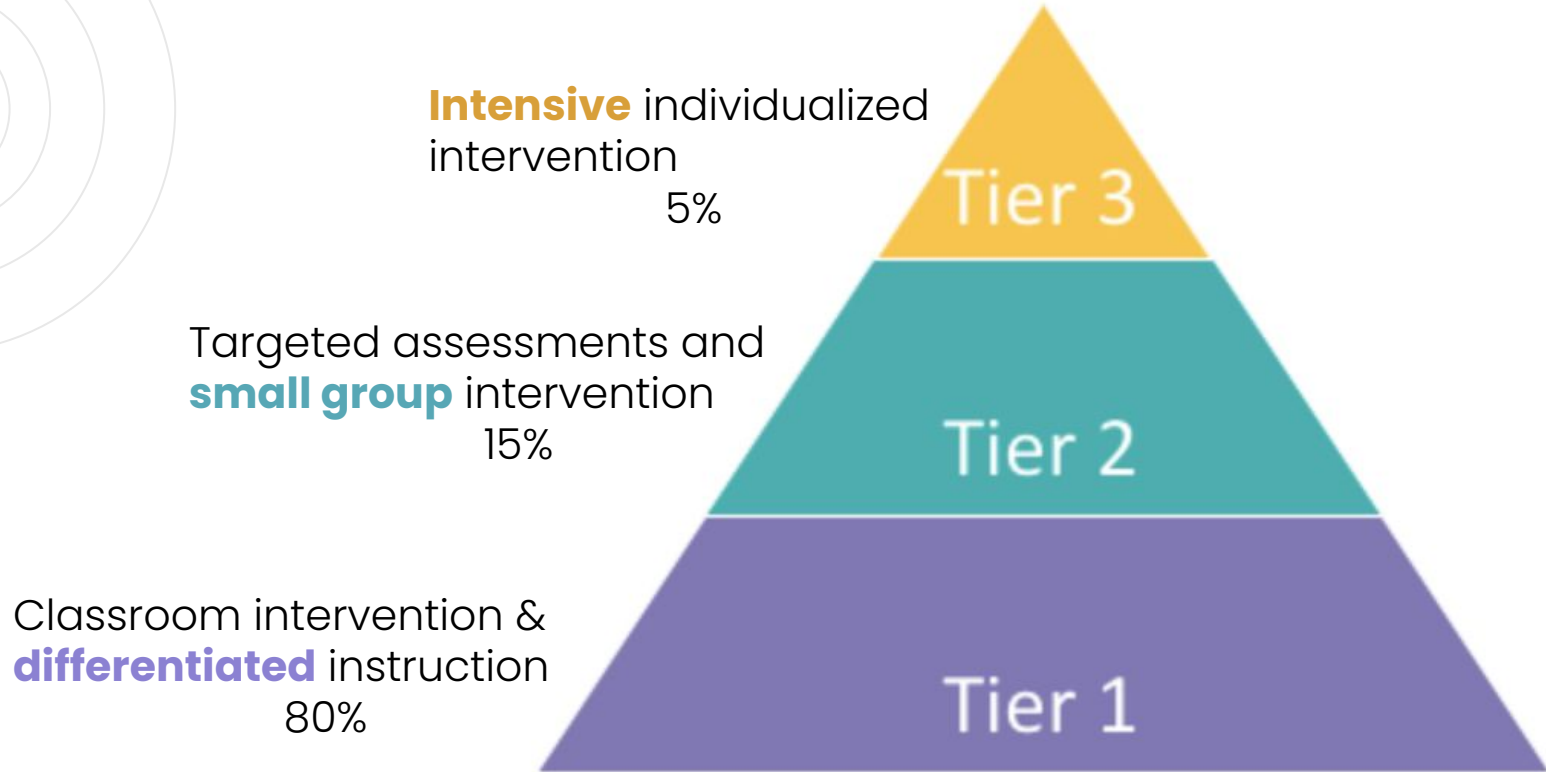 Intensive individualized
intervention
5%
Tier 3
Targeted assessments and
small group intervention
15%
Tier 2
Classroom intervention &
differentiated instruction
80%
Tier 1